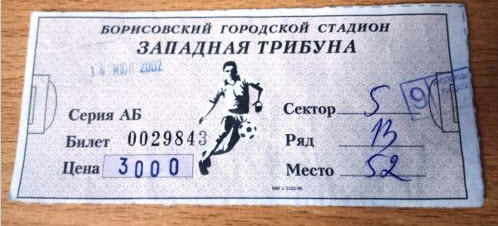 БОРИСОВСКИЙ ГОРОДСКОЙ СТАДИОН
ЗАПАДНАЯ ТРИБУНА
14 ИЮЛ 2002
Серия АБ
Билет 0029843
Цена 3000
Сектор 5
Ряд 13
Место 52
9